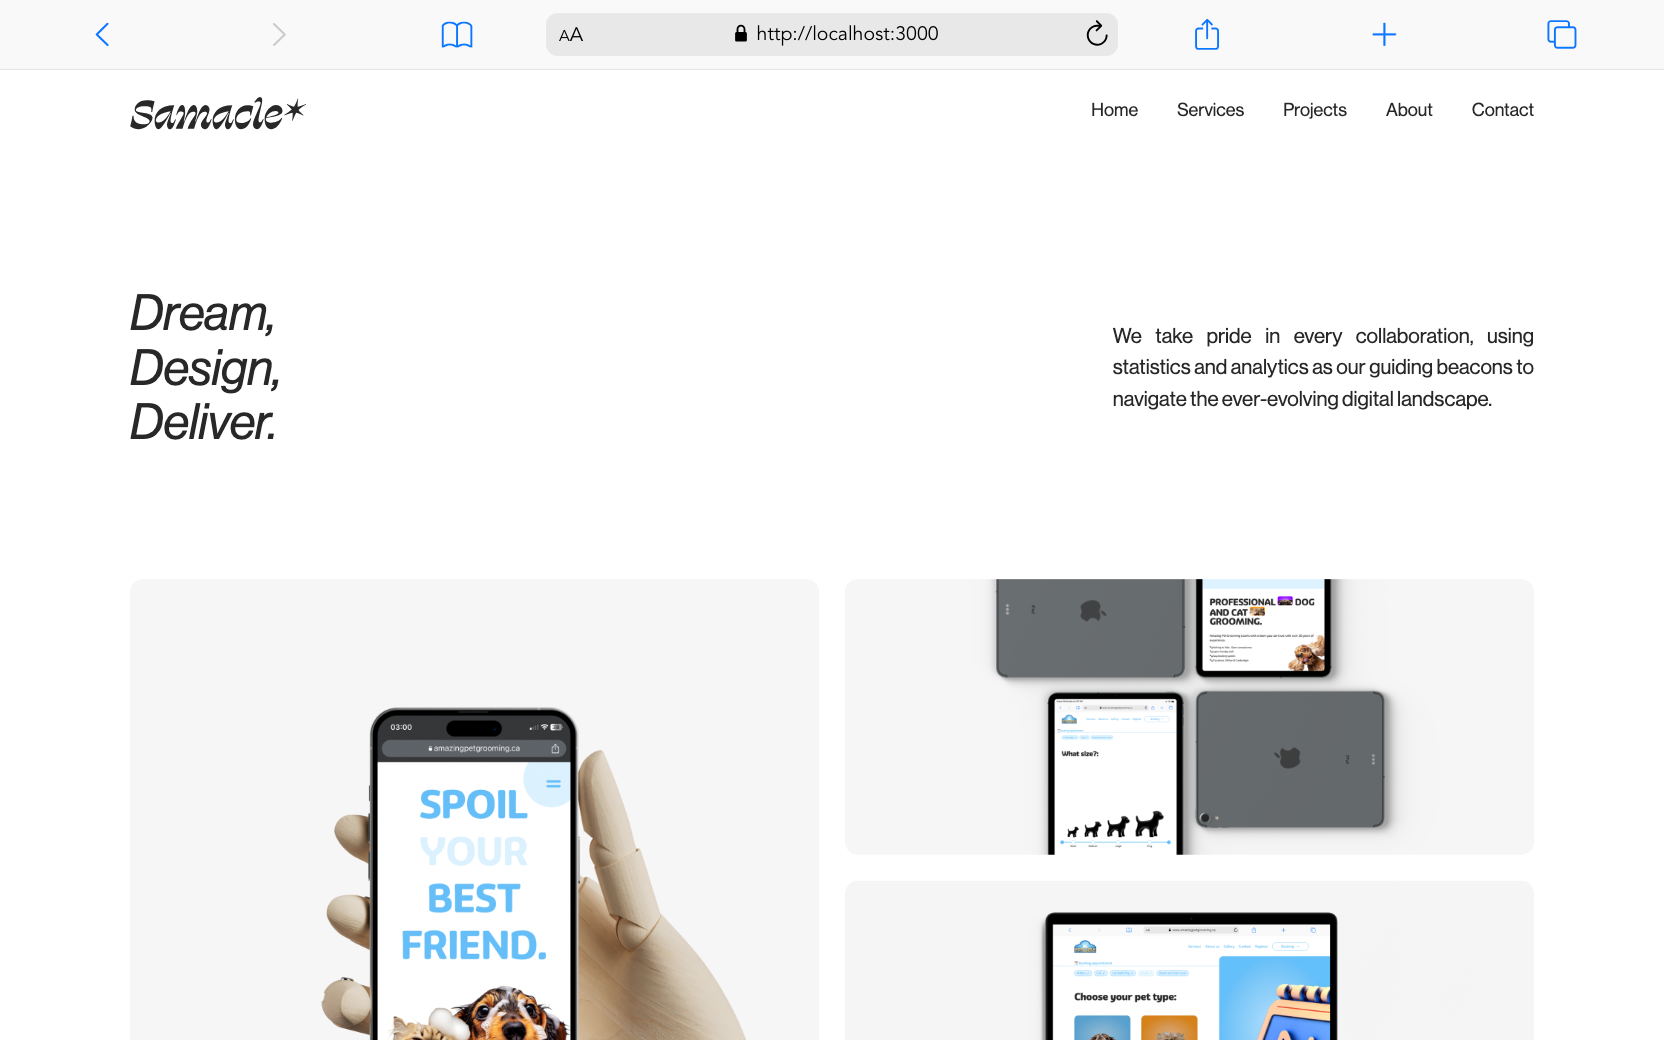 AA
http://localhost:3000
Samacle*
Home Services Projects About Contact
Dream,
Design,
Deliver.
We take pride in every collaboration, using
statistics and analytics as our guiding beacons to
navigate the ever-evolving digital landscape.
03:00
amazingpetgrooming.ca
SPOIL
YOUR
BEST
FRIEND.
PROFESSIONAL DOG
AND CAT
GROOMING.
What size?:
Choose your pet type: